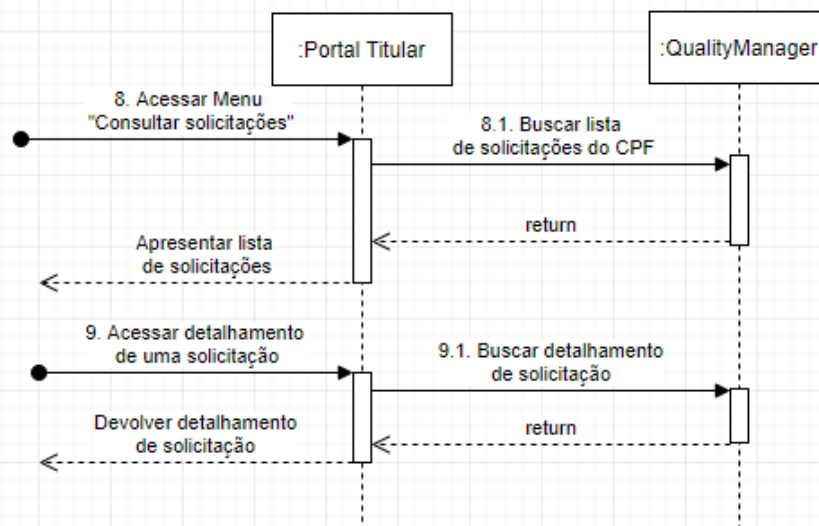 :Portal Titular
:QualityManager
8. Acessar Menu
"Consultar solicitações"
8.1. Buscar lista
de solicitações do CPF
return
Apresentar lista
de solicitações
9. Acessar detalhamento
de uma solicitação
9.1. Buscar detalhamento
de solicitação
Devolver detalhamento
de solicitação
return